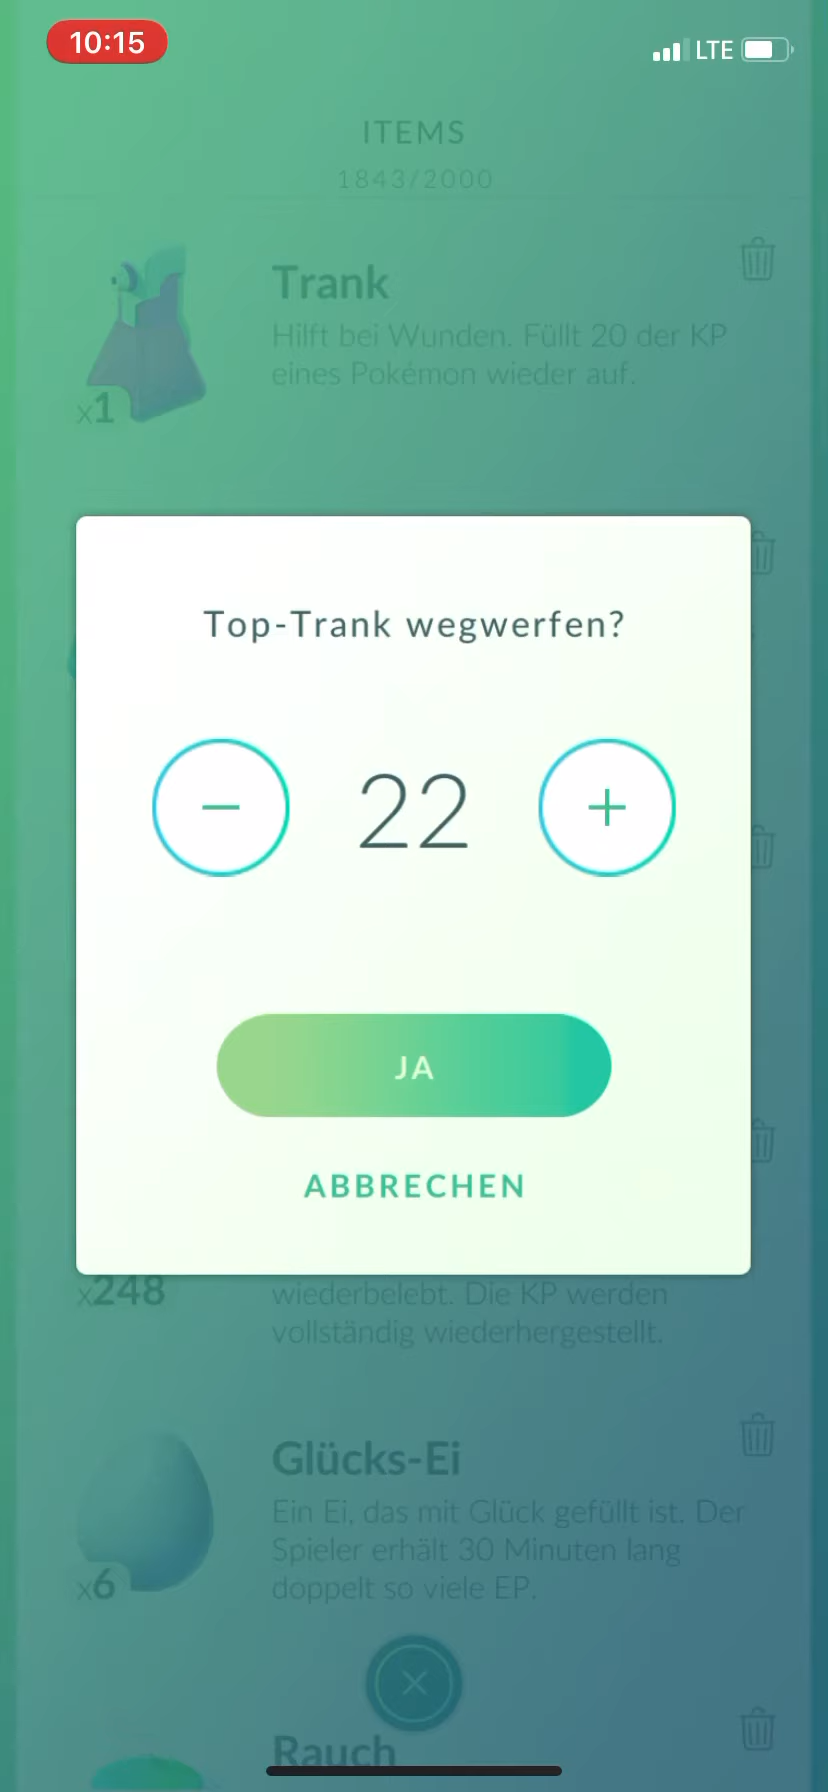 10:15
LTE
ITEMS
1843/2000
Trank
Hilft bei Wunden. Füllt 20 der KP
eines Pokémon wieder auf.
x1
Top-Trank wegwerfen?
22
JA
ABBRECHEN
x248
wiederbelebt. Die KP werden
vollständig wiederhergestellt.
Glücks-Ei
Ein Ei, das mit Glück gefüllt ist. Der
Spieler erhält 30 Minuten lang
doppelt so viele EP.
x6
Rauch